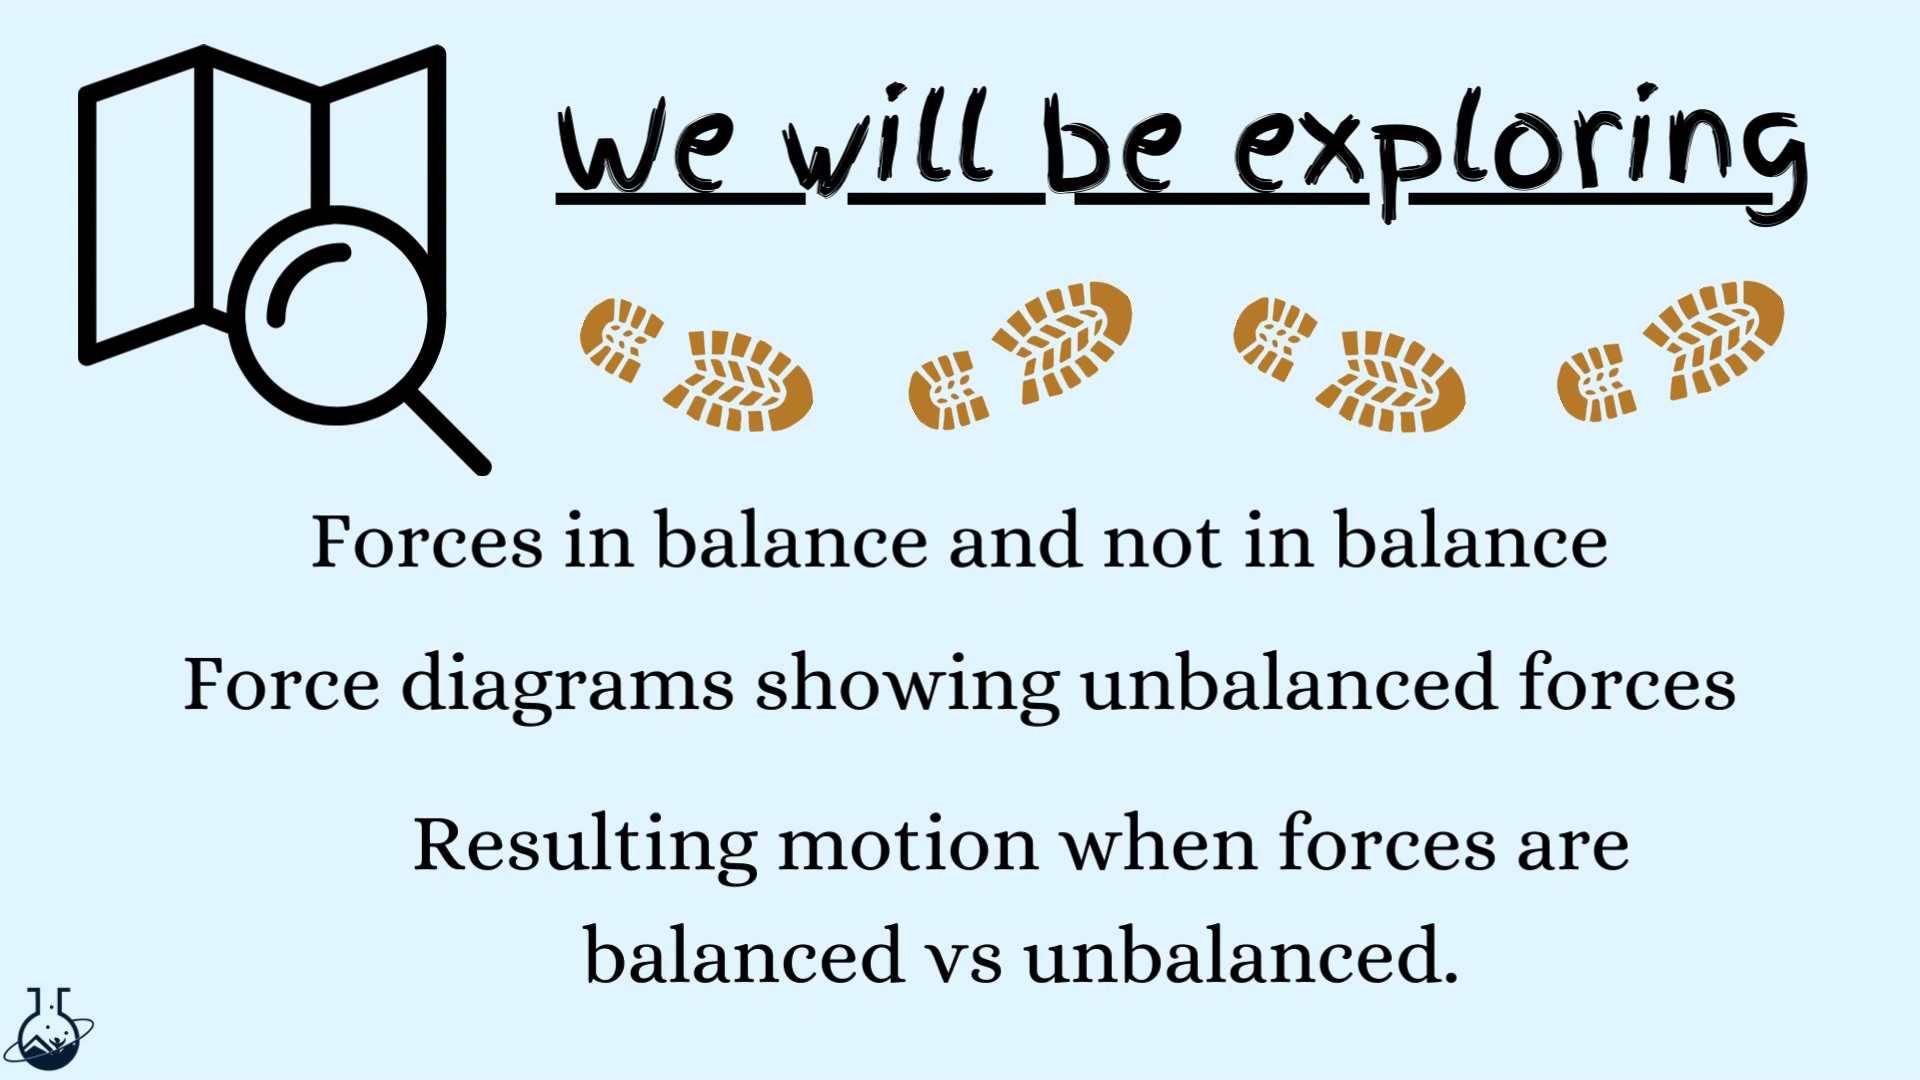 We will be exploring
Forces in balance and not in balance
Force diagrams showing unbalanced forces
Resulting motion when forces are
balanced vs unbalanced.